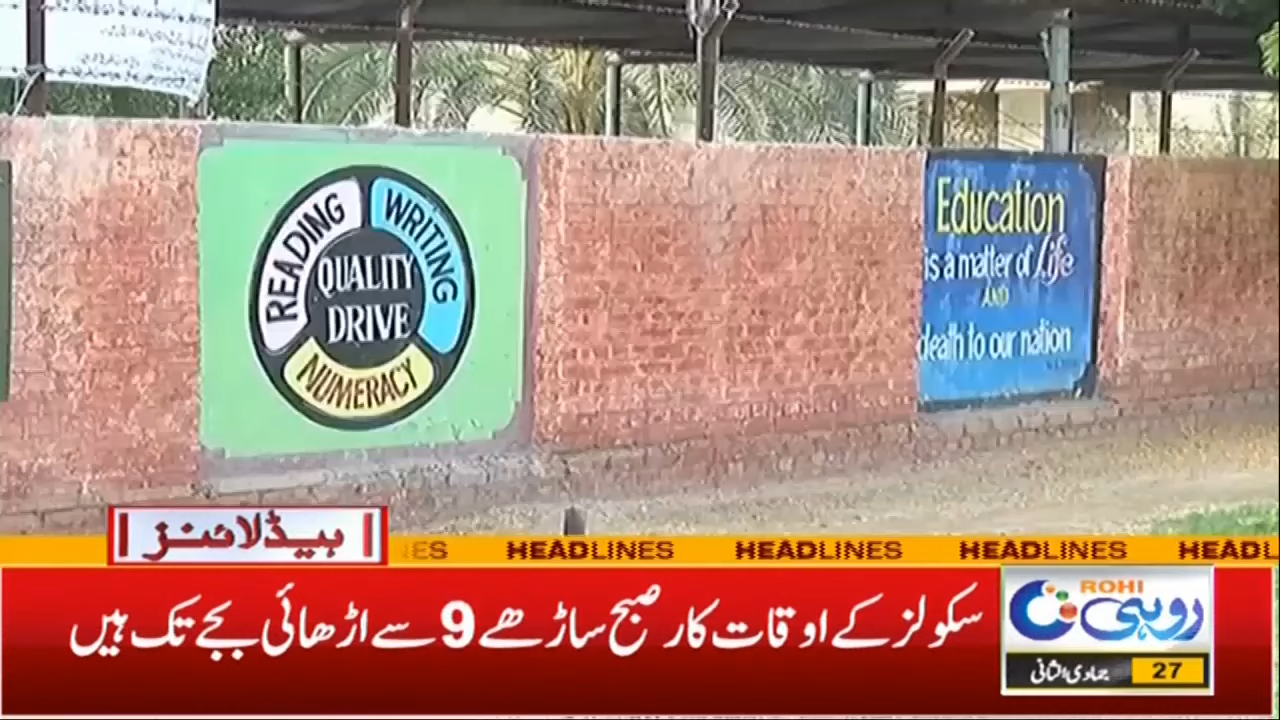 READING
WRITING
QUALITY
DRIVE
NUMERACY
Education
is a matter of Life
AND
death to our nation
ہیڈلائنز
ES HEADLINES HEADLINES HEADLINES HEADL
سکولز کے اوقات کار صبح ساڑھے 9 سے اڑھائی بجے تک ہیں
ROHI
روہی
جمادی الثانی 27